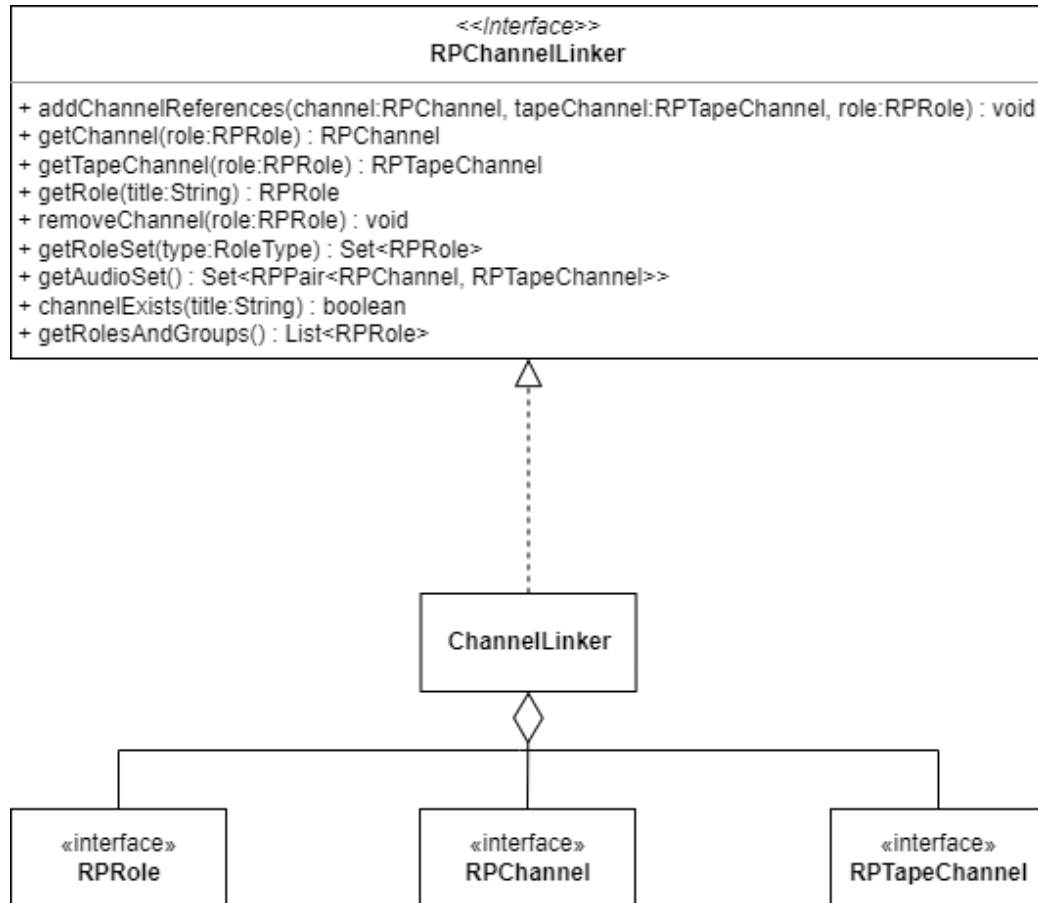 <<Interface>>
RPChannelLinker
+ addChannelReferences(channel:RPChannel, tapeChannel:RPTapeChannel, role:RPRole) : void
+ getChannel(role:RPRole) : RPChannel
+ getTapeChannel(role:RPRole) : RPTapeChannel
+ getRole(title:String) : RPRole
+ removeChannel(role:RPRole) : void
+ getRoleSet(type:RoleType) : Set<RPRole>
+ getAudioSet() : Set<RPPair<RPChannel, RPTapeChannel>>
+ channelExists(title:String) : boolean
+ getRolesAndGroups() : List<RPRole>
ChannelLinker
«interface»
RPRole
«interface»
RPChannel
«interface»
RPTapeChannel